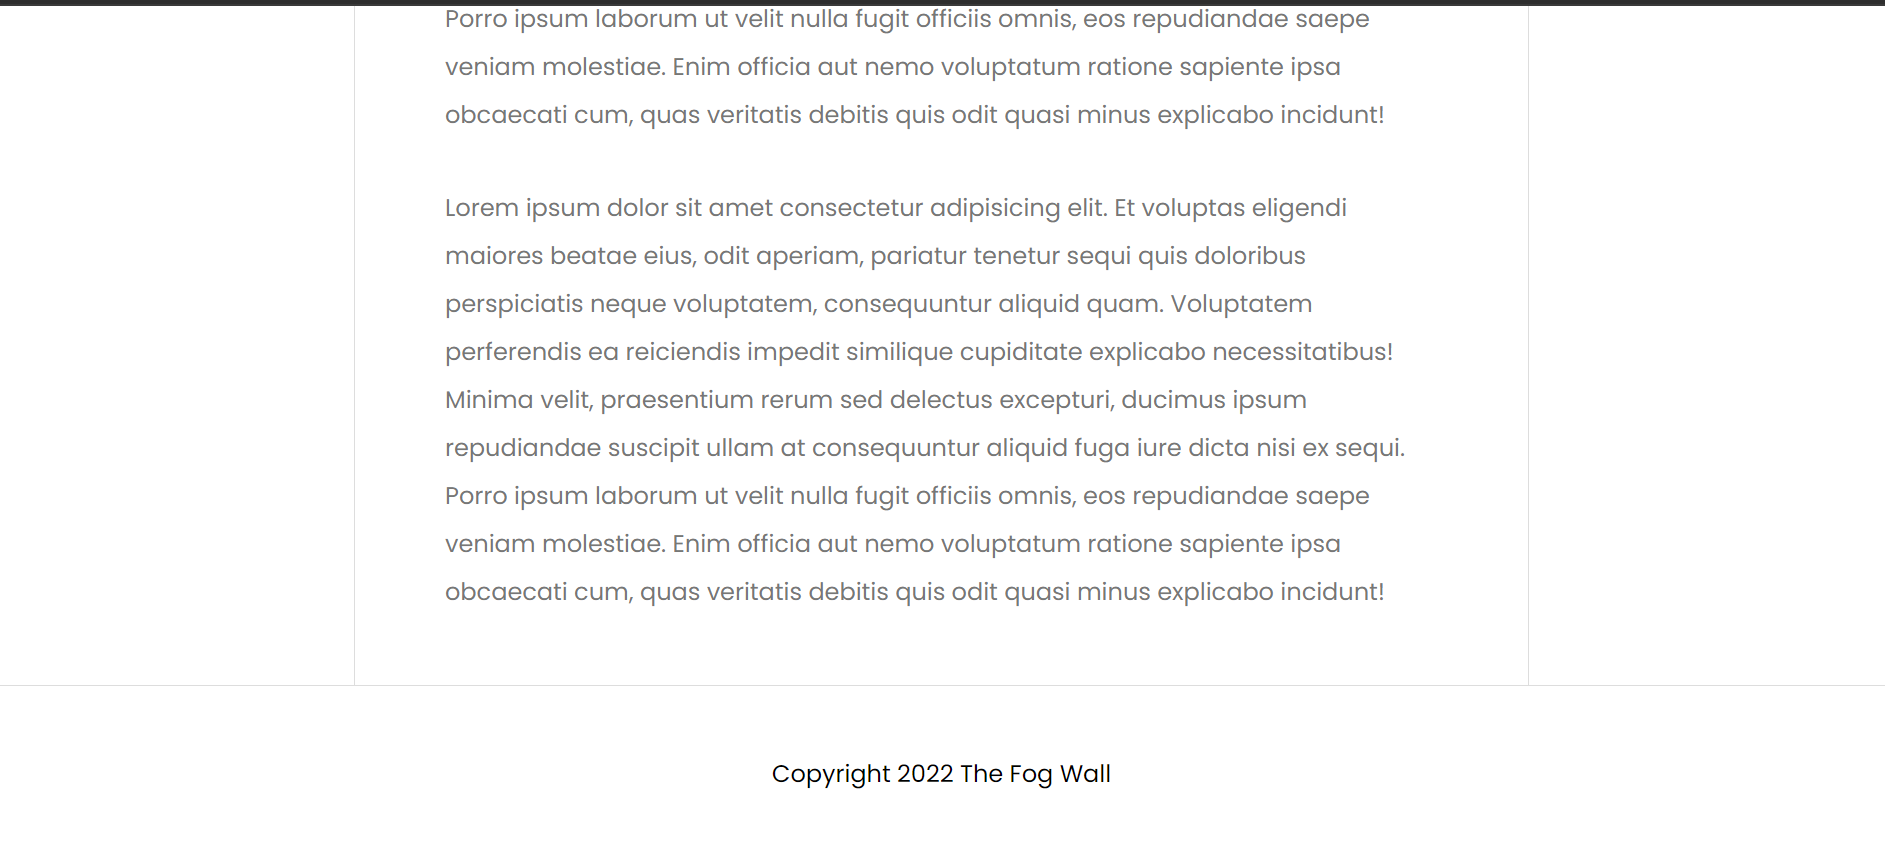 Porro ipsum laborum ut velit nulla fugit officiis omnis, eos repudiandae saepe
veniam molestiae. Enim officia aut nemo voluptatum ratione sapiente ipsa
obcaecati cum, quas veritatis debitis quis odit quasi minus explicabo incidunt!
Lorem ipsum dolor sit amet consectetur adipisicing elit. Et voluptas eligendi
maiores beatae eius, odit aperiam, pariatur tenetur sequi quis doloribus
perspiciatis neque voluptatem, consequuntur aliquid quam. Voluptatem
perferendis ea reiciendis impedit similique cupiditate explicabo necessitatibus!
Minima velit, praesentium rerum sed delectus excepturi, ducimus ipsum
repudiandae suscipit ullam at consequuntur aliquid fuga iure dicta nisi ex sequi.
Porro ipsum laborum ut velit nulla fugit officiis omnis, eos repudiandae saepe
veniam molestiae. Enim officia aut nemo voluptatum ratione sapiente ipsa
obcaecati cum, quas veritatis debitis quis odit quasi minus explicabo incidunt!
Copyright 2022 The Fog Wall